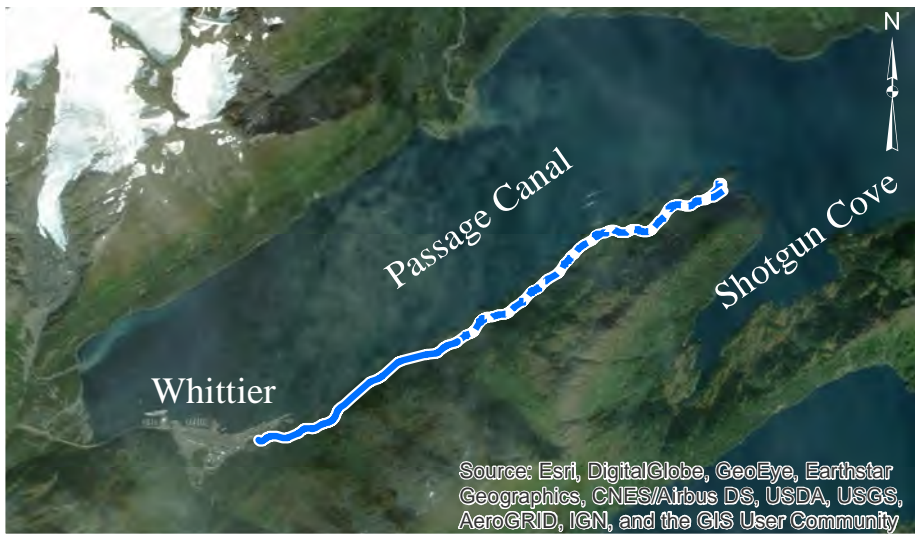 N
Passage Canal
Shotgun Cove
Whittier
Source: Esri, DigitalGlobe, GeoEye, Earthstar
Geographics, CNES/Airbus DS, USDA, USGS,
AeroGRID, IGN, and the GIS User Community